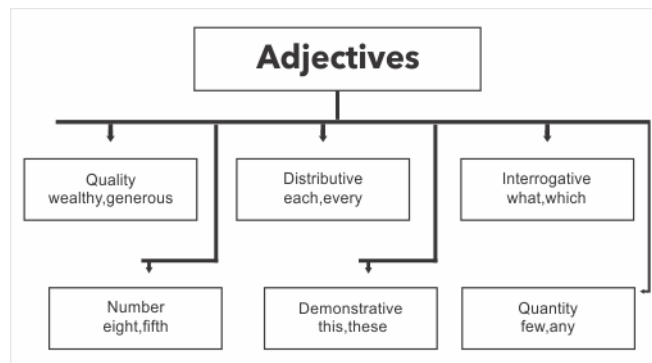 Adjectives
Quality
wealthy,generous
Distributive
each,every
Interrogative
what,which
Number
eight,fifth
Demonstrative
this,these
Quantity
few,any